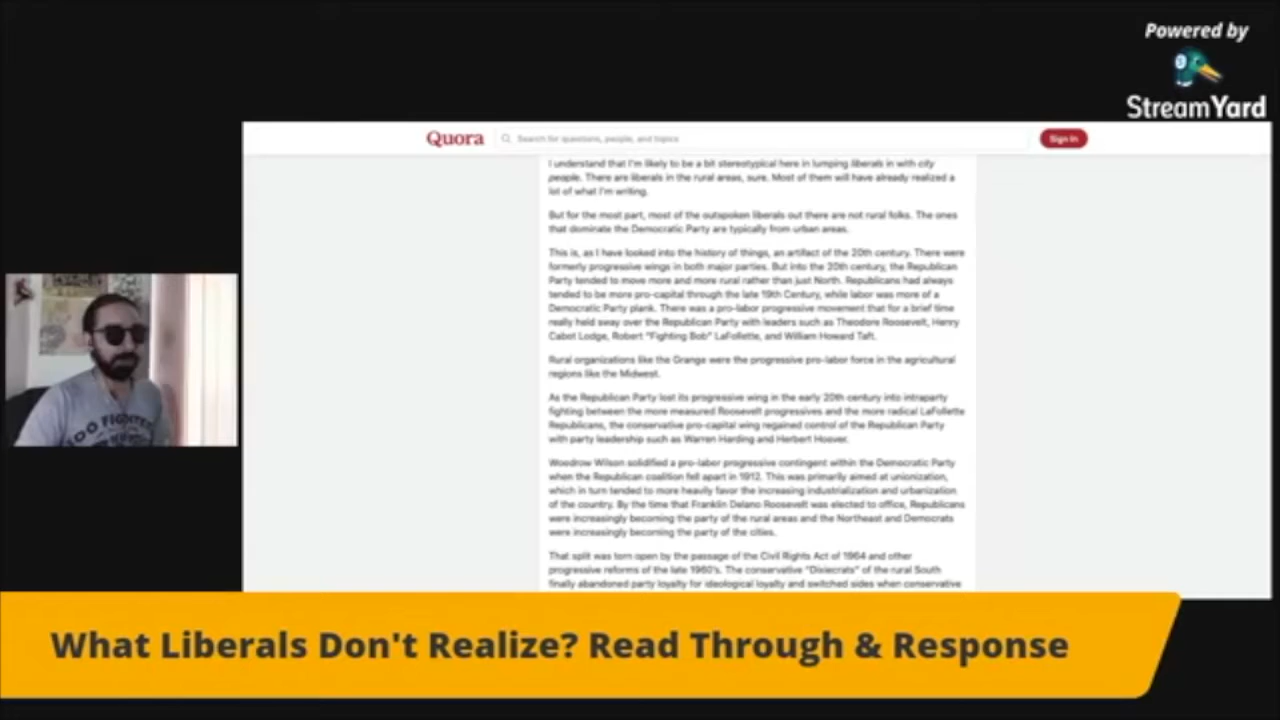 Powered by
StreamYard
Quora
Search for questions, people, and topics
Sign In
I understand that I'm likely to be a bit stereotypical here in lumping liberals in with city
people. There are liberals in the rural areas, sure. Most of them will have already realized a
lot of what I'm writing.
But for the most part, most of the outspoken liberals out there are not rural folks. The ones
that dominate the Democratic Party are typically from urban areas.
This is, as I have looked into the history of things, an artifact of the 20th century. There were
formerly progressive wings in both major parties. But into the 20th century, the Republican
Party tended to move more and more rural rather than just North. Republicans had always
tended to be more pro-capital through the late 19th Century, while labor was more of a
Democratic Party plank. There was a pro-labor progressive movement that for a brief time
really held sway over the Republican Party with leaders such as Theodore Roosevelt, Henry
Cabot Lodge, Robert "Fighting Bob" LaFollette, and William Howard Taft.
Rural organizations like the Grange were the progressive pro-labor force in the agricultural
regions like the Midwest.
As the Republican Party lost its progressive wing in the early 20th century into intraparty
fighting between the more measured Roosevelt progressives and the more radical LaFollette
Republicans, the conservative pro-capital wing regained control of the Republican Party
with party leadership such as Warren Harding and Herbert Hoover.
Woodrow Wilson solidified a pro-labor progressive contingent within the Democratic Party
when the Republican coalition fell apart in 1912. This was primarily aimed at unionization,
which in turn tended to more heavily favor the increasing industrialization and urbanization
of the country. By the time that Franklin Delano Roosevelt was elected to office, Republicans
were increasingly becoming the party of the rural areas and the Northeast and Democrats
were increasingly becoming the party of the cities.
That split was torn open by the passage of the Civil Rights Act of 1964 and other
progressive reforms of the late 1960's. The conservative "Dixiecrats" of the rural South
finally abandoned party loyalty for ideological loyalty and switched sides when conservative
FOO FIGHTER
What Liberals Don't Realize? Read Through & Response